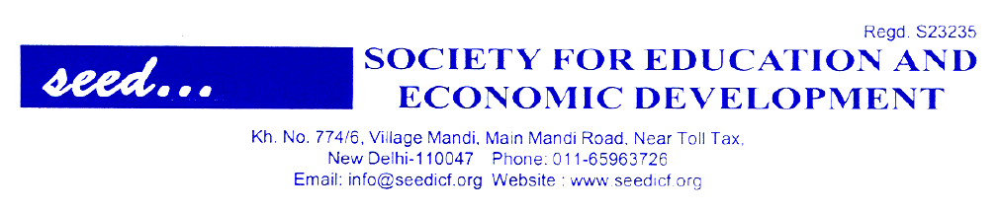 Regd. S23235
seed...
SOCIETY FOR EDUCATION AND
ECONOMIC DEVELOPMENT
Kh. No. 774/6, Village Mandi, Main Mandi Road, Near Toll Tax,
New Delhi-110047 Phone: 011-65963726
Email: info@seedicf.org Website : www.seedicf.org